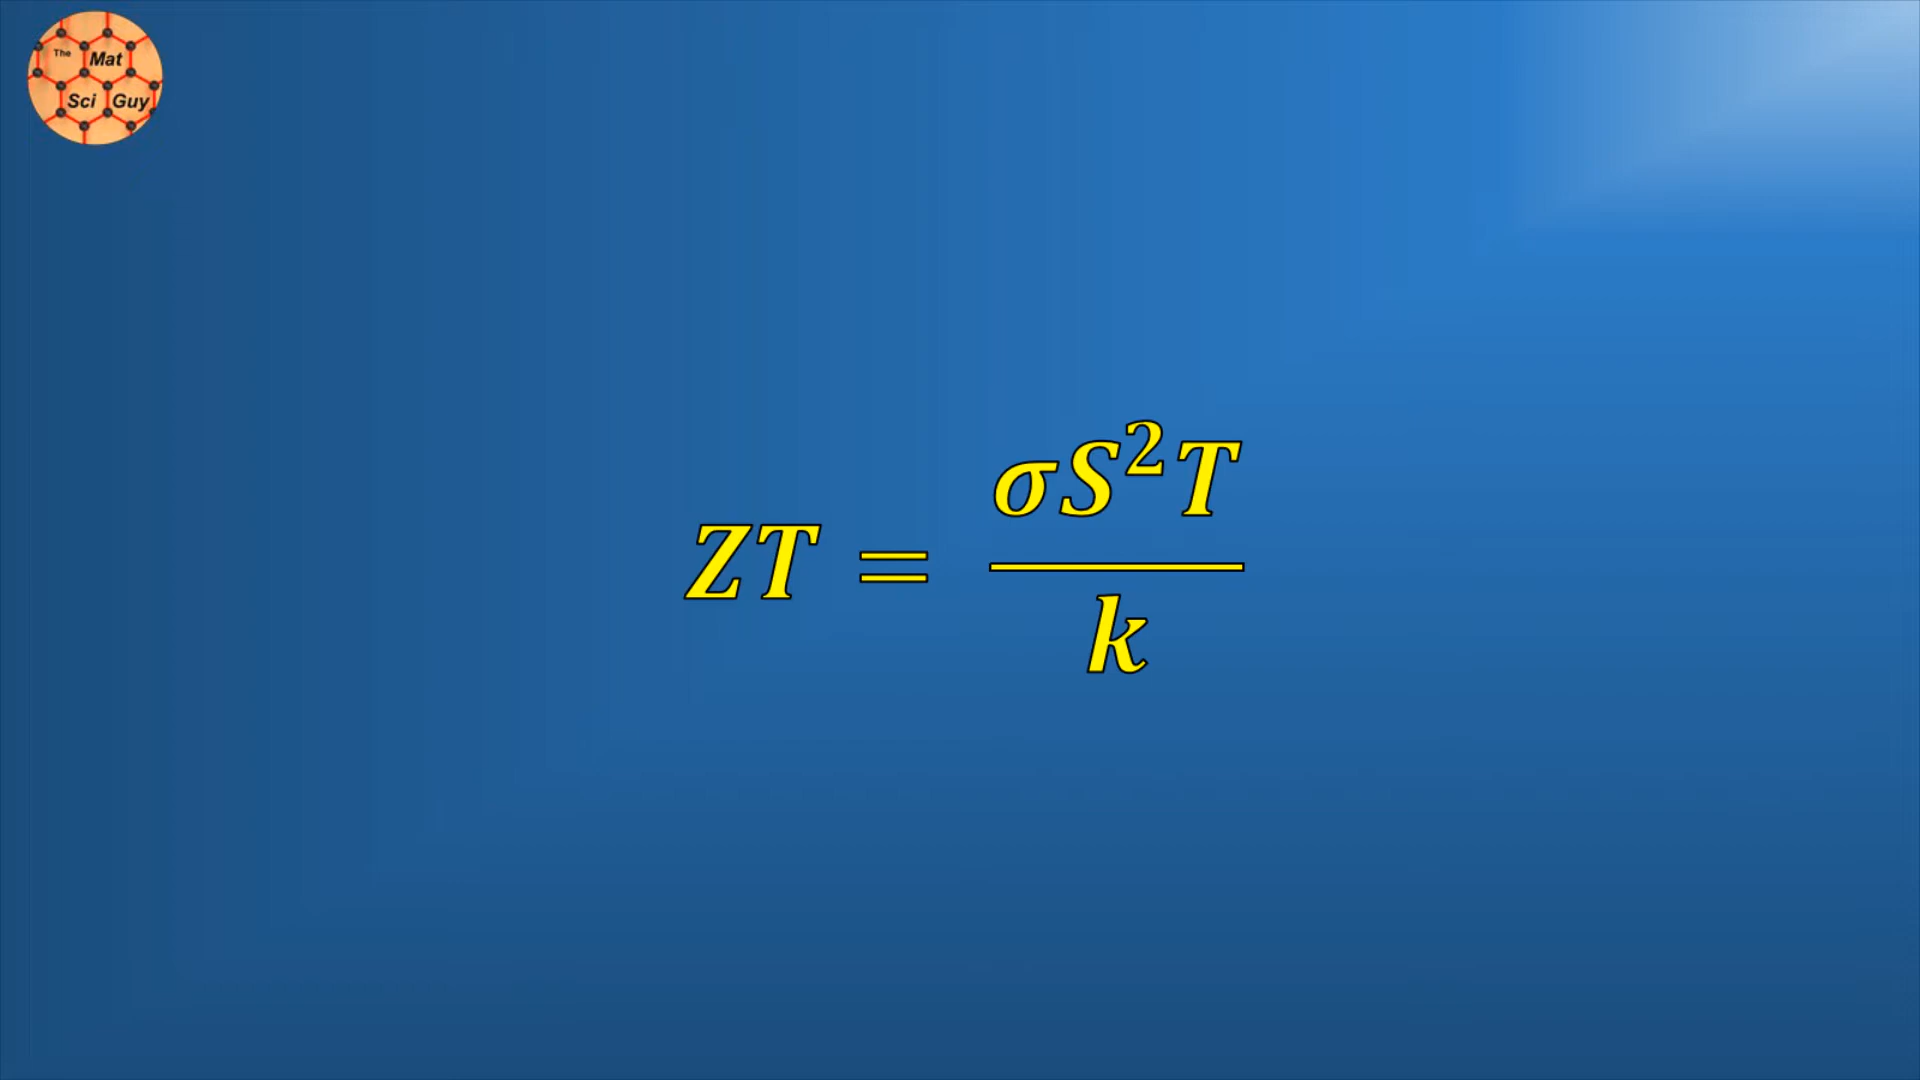 The Mat
Sci Guy
ZT = σS²T / k